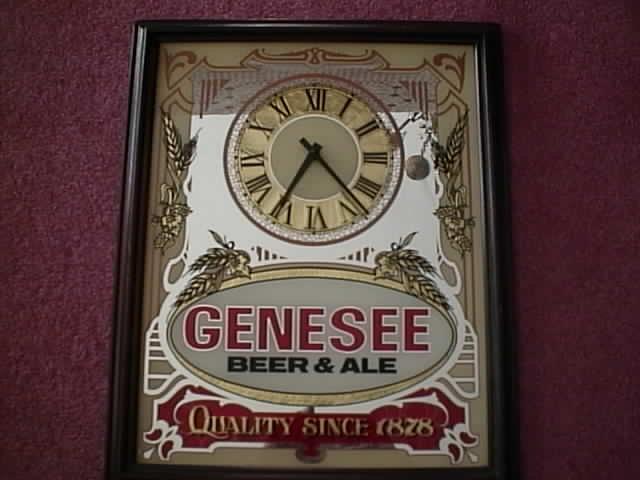 XII
I
II
III
IIII
V
VI
VII
VIII
IX
X
XI
GENESEE
BEER & ALE
QUALITY SINCE 1878